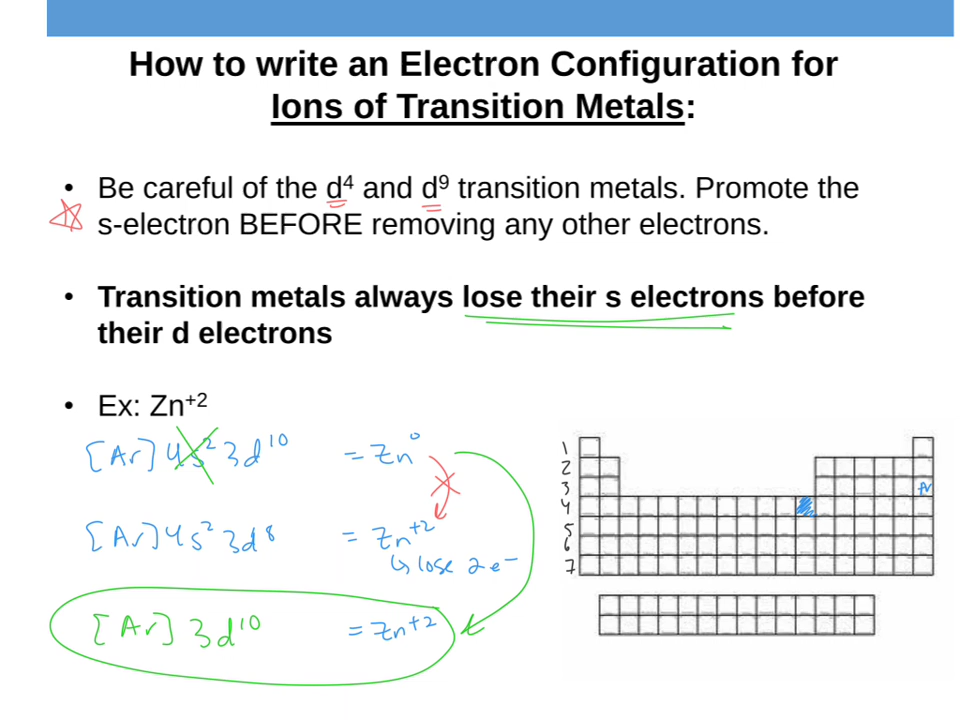 How to write an Electron Configuration for
Ions of Transition Metals:
• Be careful of the d⁴ and d⁹ transition metals. Promote the
s-electron BEFORE removing any other electrons.
• Transition metals always lose their s electrons before
their d electrons
• Ex: Zn⁺²
[Ar] 4s² 3d¹⁰ = Zn⁰
[Ar] 4s² 3d⁸ = Zn⁺²
↳ lose 2e⁻
[Ar] 3d¹⁰ = Zn⁺²
1
2
3 Ar
4
5
6
7